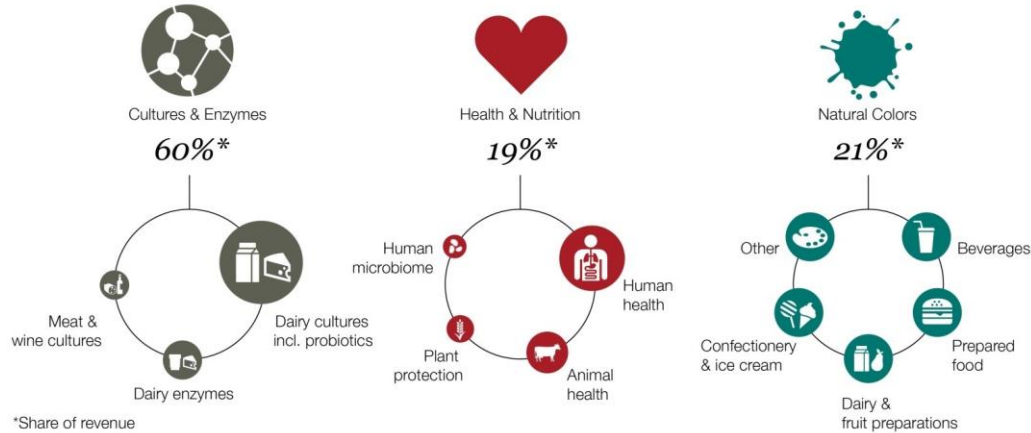 Cultures & Enzymes
60%*
Meat &
wine cultures
Dairy cultures
incl. probiotics
Dairy enzymes
Health & Nutrition
19%*
Human
microbiome
Human
health
Plant
protection
Animal
health
Natural Colors
21%*
Other
Beverages
Confectionery
& ice cream
Prepared
food
Dairy &
fruit preparations
*Share of revenue